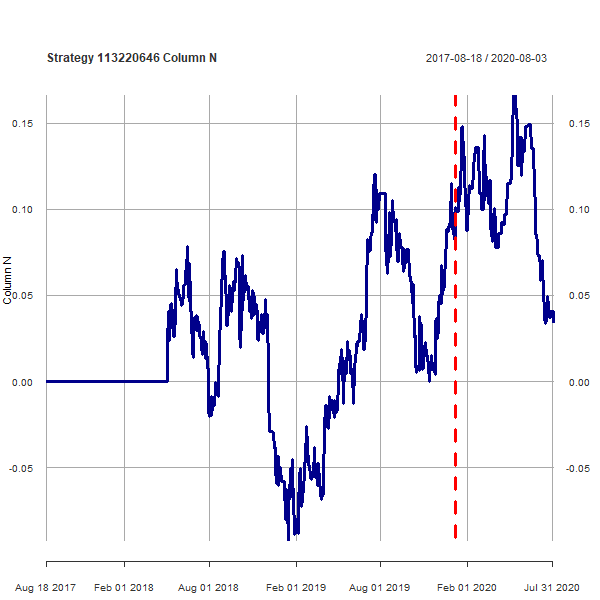 Strategy 113220646 Column N
2017-08-18 / 2020-08-03
0.15
0.10
0.05
0.00
-0.05
0.15
0.10
0.05
0.00
-0.05
Column N
Aug 18 2017
Feb 01 2018
Aug 01 2018
Feb 01 2019
Aug 01 2019
Feb 01 2020
Jul 31 2020